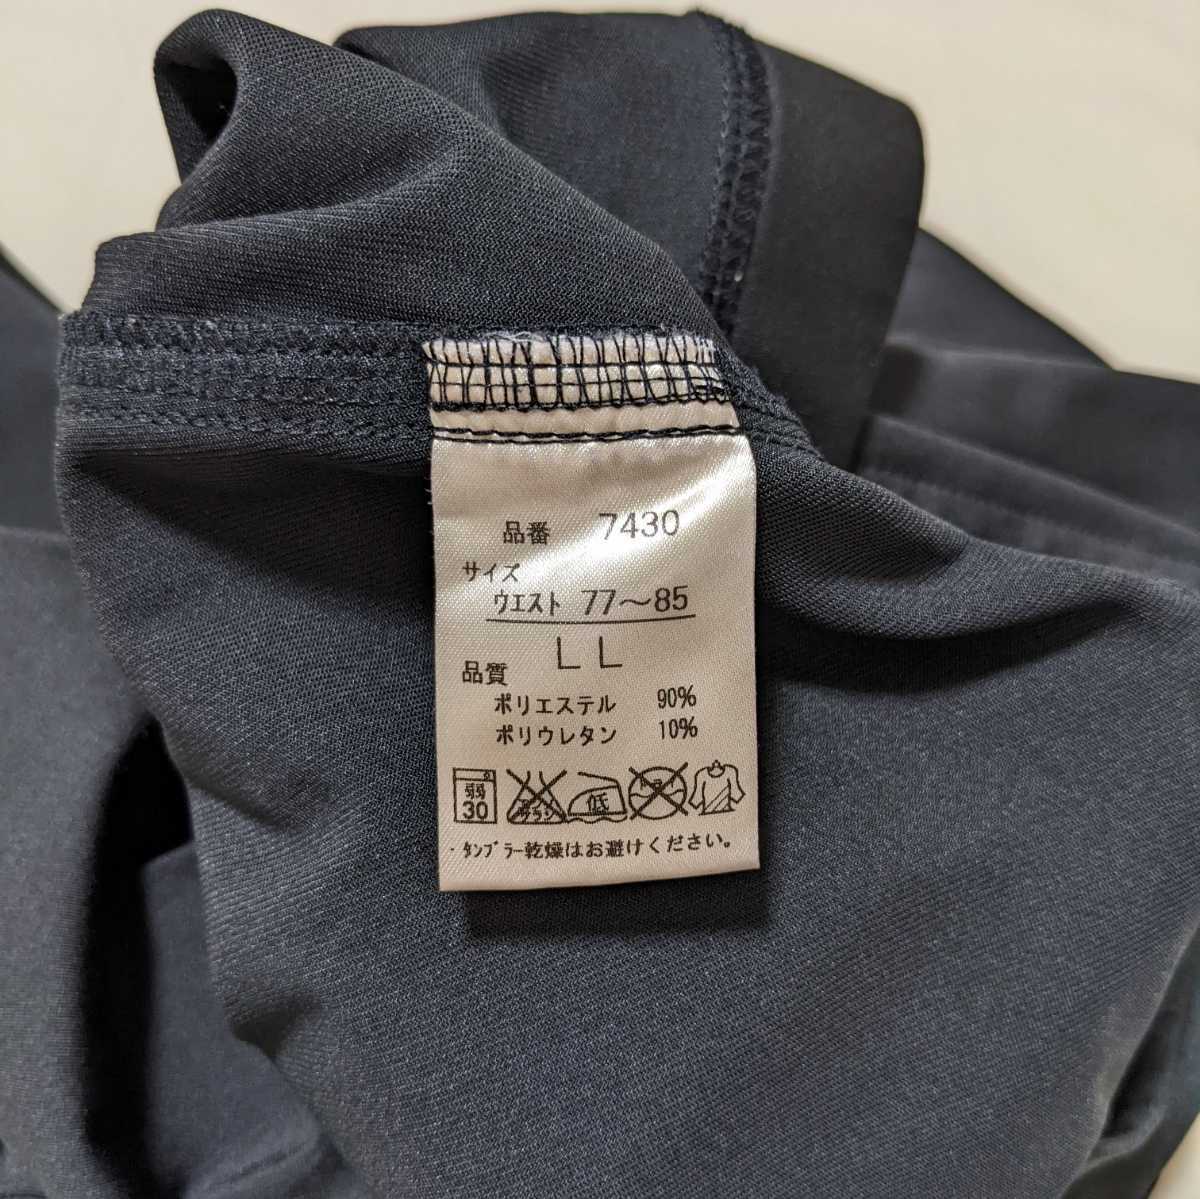 品番 7430
サイズ
ウエスト 77～85
LL
品質
ポリエステル 90%
ポリウレタン 10%
弱 30 低
・タンブラー乾燥はお避けください。